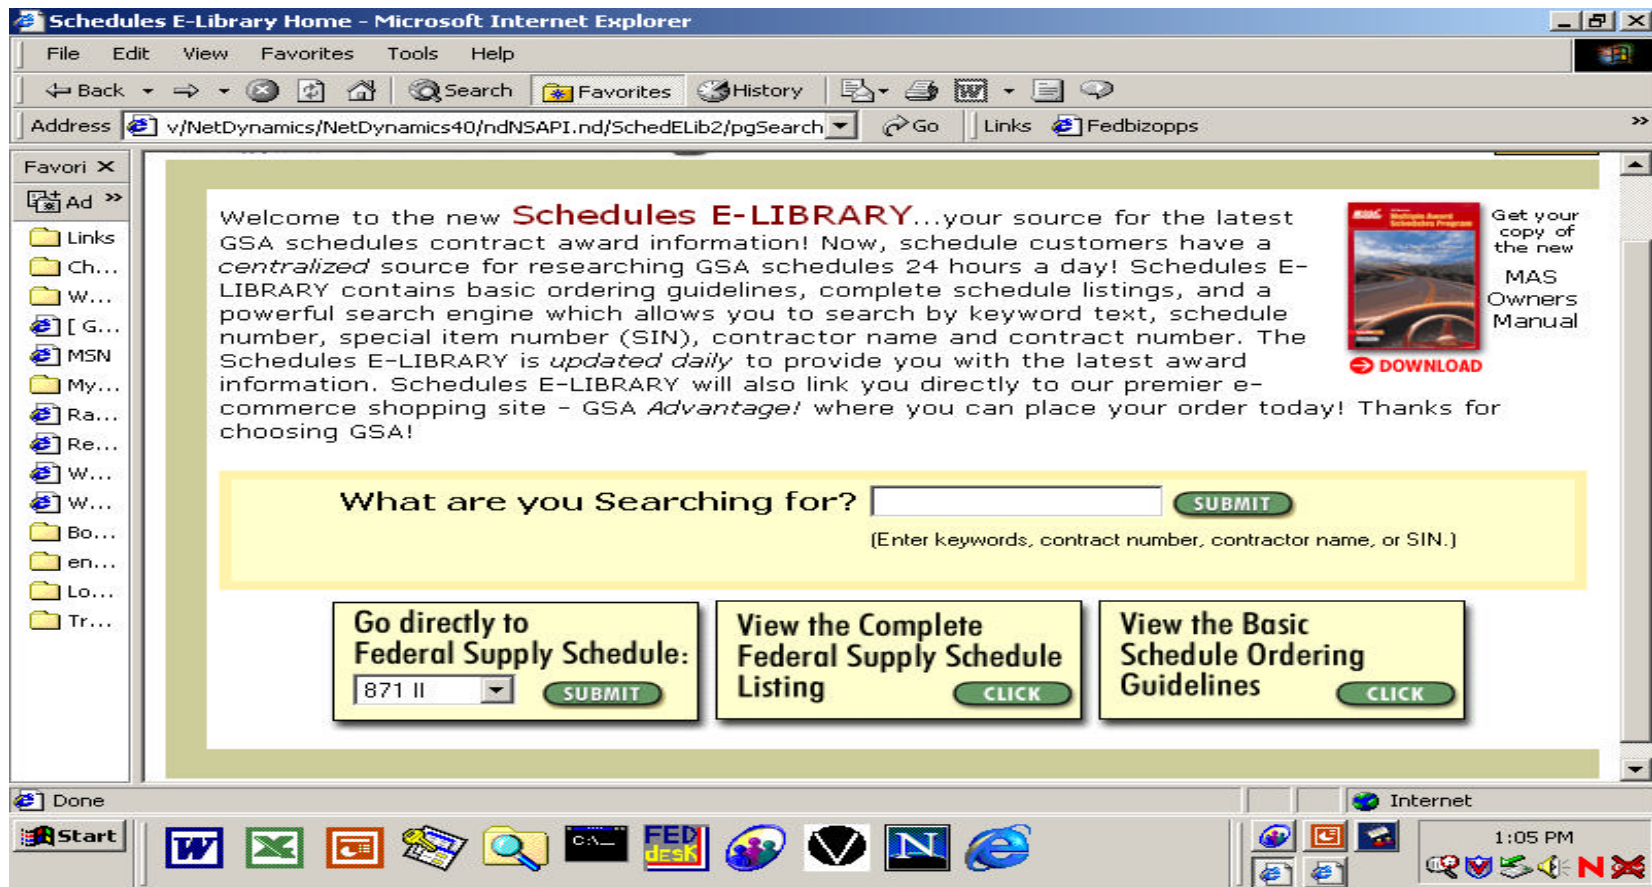 Schedules E-Library Home - Microsoft Internet Explorer
File Edit View Favorites Tools Help
Back Search Favorites History
Address v/NetDynamics/NetDynamics40/ndNSAPI.nd/SchedELib2/pgSearch Go Links Fedbizopps »
Favori
Ad »
Links
Ch...
W...
[ G...
MSN
My...
Ra...
Re...
W...
W...
Bo...
en...
Lo...
Tr...
Welcome to the new Schedules E-LIBRARY...your source for the latest
GSA schedules contract award information! Now, schedule customers have a
centralized source for researching GSA schedules 24 hours a day! Schedules E-
LIBRARY contains basic ordering guidelines, complete schedule listings, and a
powerful search engine which allows you to search by keyword text, schedule
number, special item number (SIN), contractor name and contract number. The
Schedules E-LIBRARY is updated daily to provide you with the latest award
information. Schedules E-LIBRARY will also link you directly to our premier e-
commerce shopping site - GSA Advantage! where you can place your order today! Thanks for
choosing GSA!
Multiple Award
Schedules Program
DOWNLOAD
Get your
copy of
the new
MAS
Owners
Manual
What are you Searching for? SUBMIT
(Enter keywords, contract number, contractor name, or SIN.)
Go directly to
Federal Supply Schedule:
871 II SUBMIT
View the Complete
Federal Supply Schedule
Listing CLICK
View the Basic
Schedule Ordering
Guidelines CLICK
Done Internet
Start
W
C:\_
FED
desK
V
N
1:05 PM
N